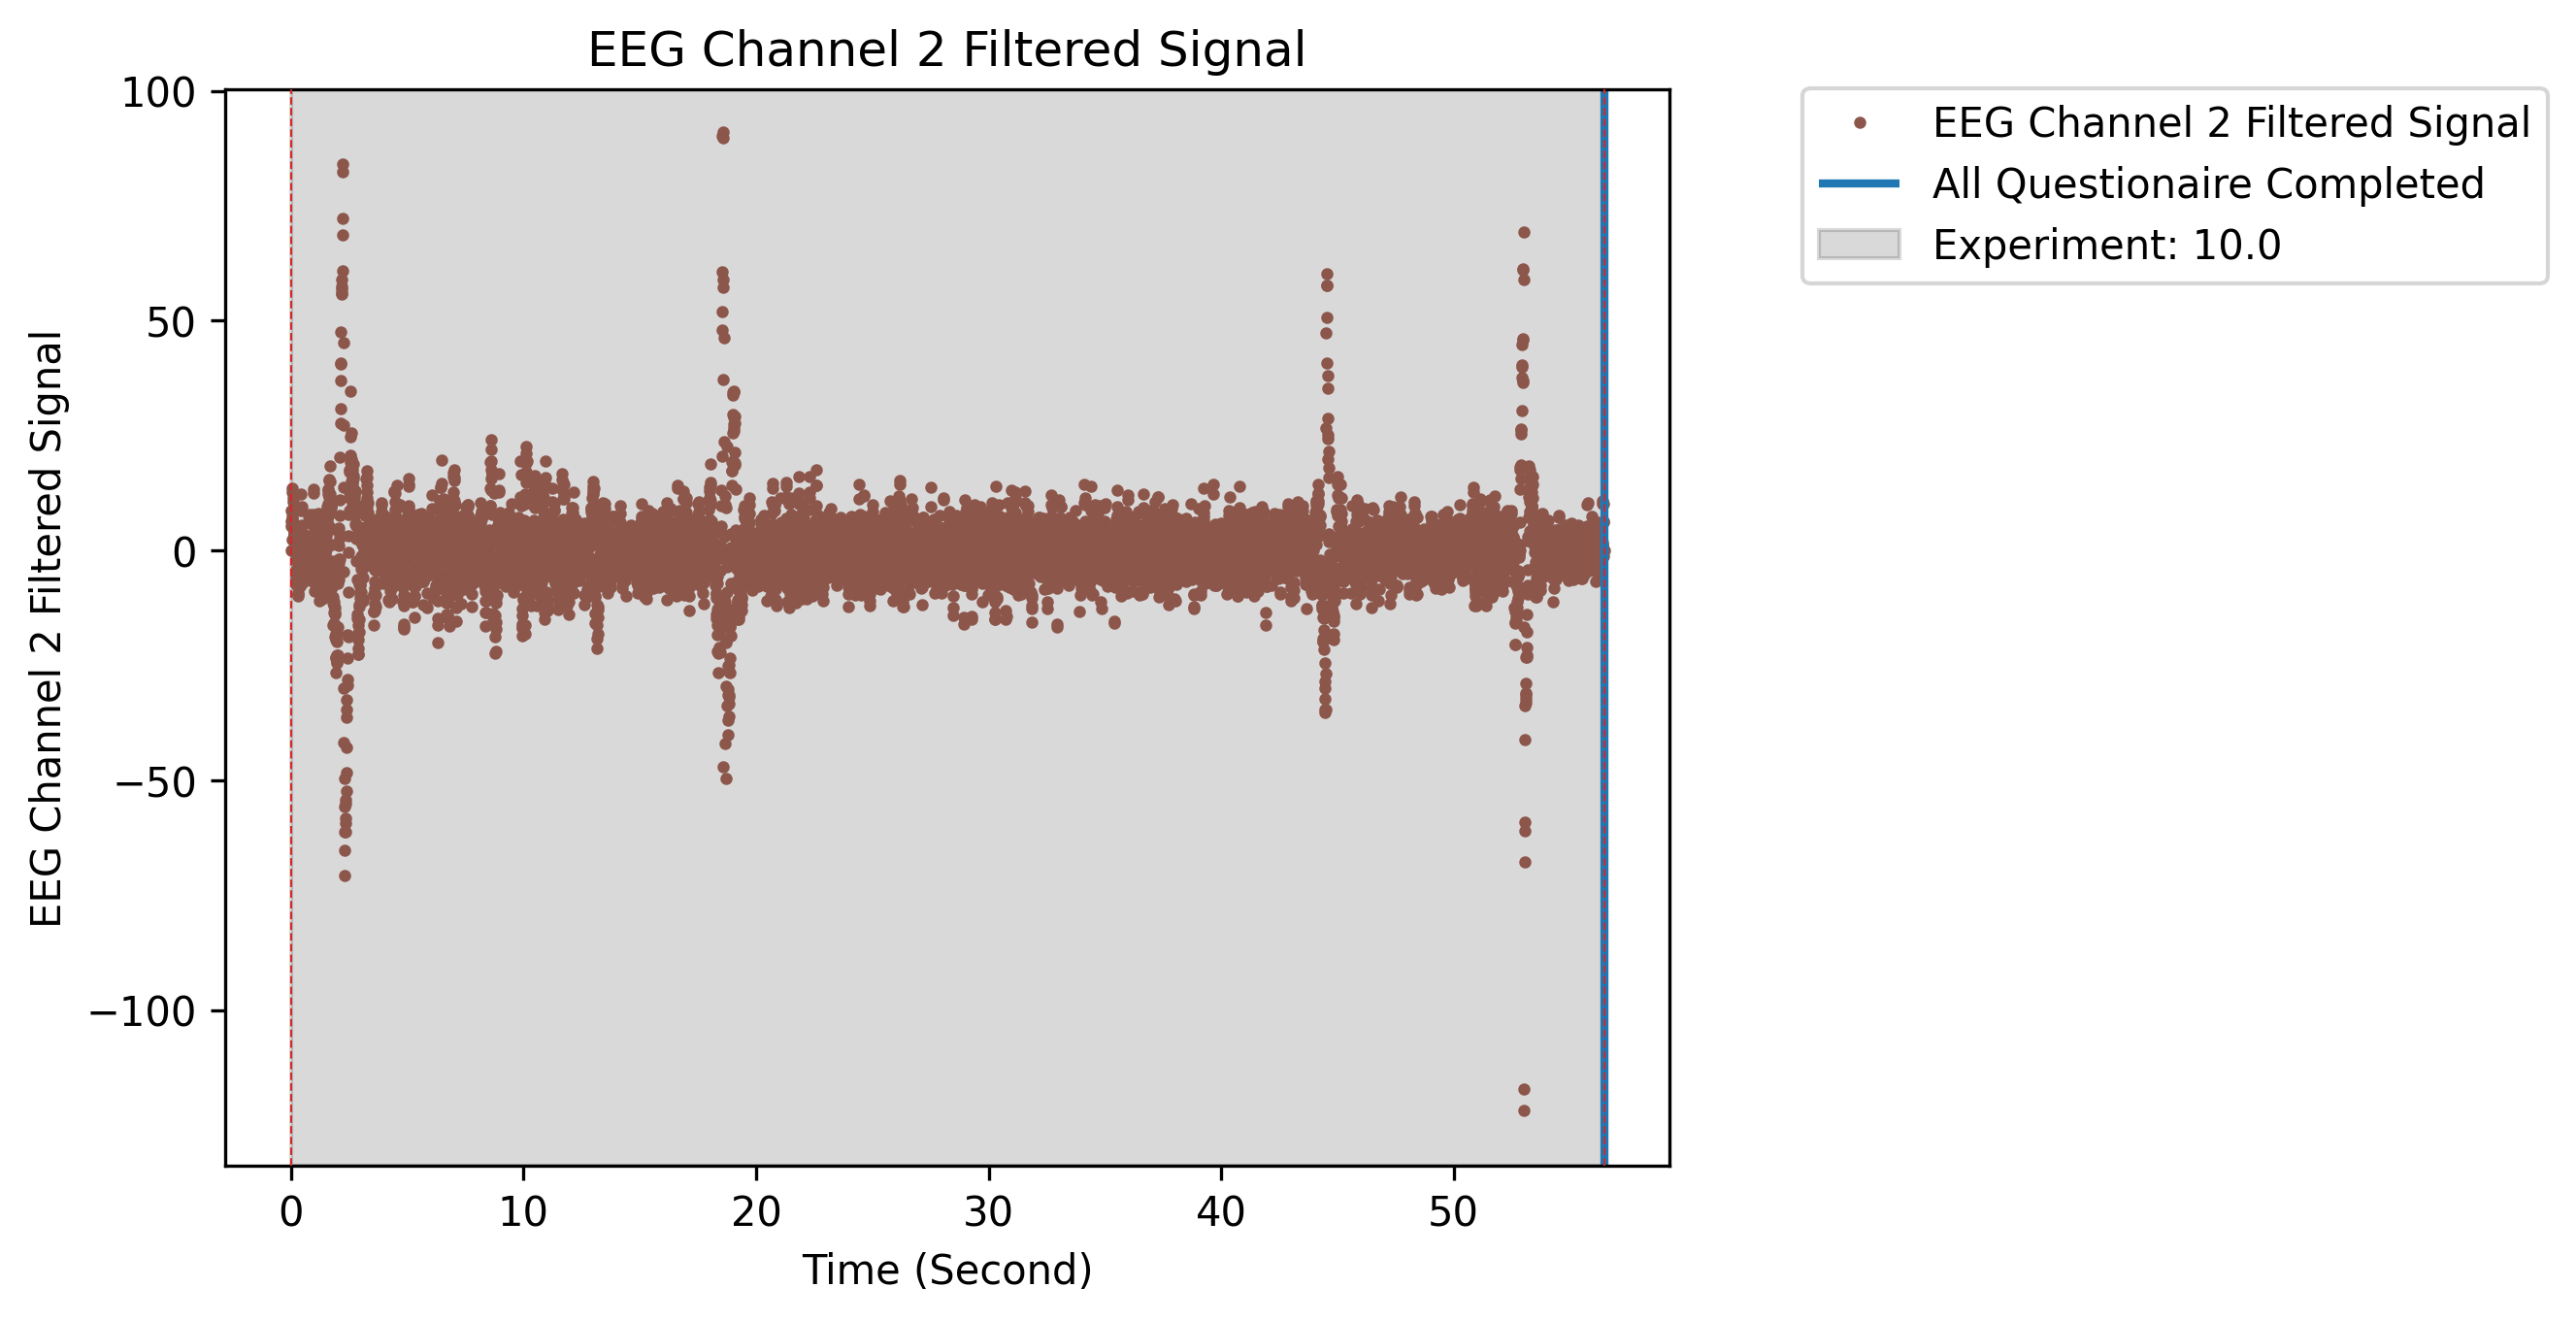 EEG Channel 2 Filtered Signal
EEG Channel 2 Filtered Signal
All Questionaire Completed
Experiment: 10.0
EEG Channel 2 Filtered Signal
100
50
0
−50
−100
0 10 20 30 40 50
Time (Second)